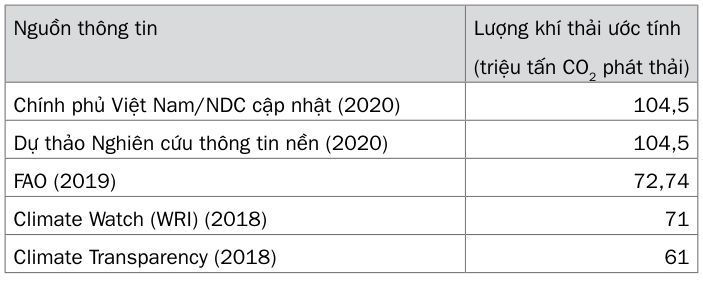 Nguồn thông tin
Lượng khí thải ước tính
(triệu tấn CO₂ phát thải)
Chính phủ Việt Nam/NDC cập nhật (2020)
104,5
Dự thảo Nghiên cứu thông tin nền (2020)
104,5
FAO (2019)
72,74
Climate Watch (WRI) (2018)
71
Climate Transparency (2018)
61